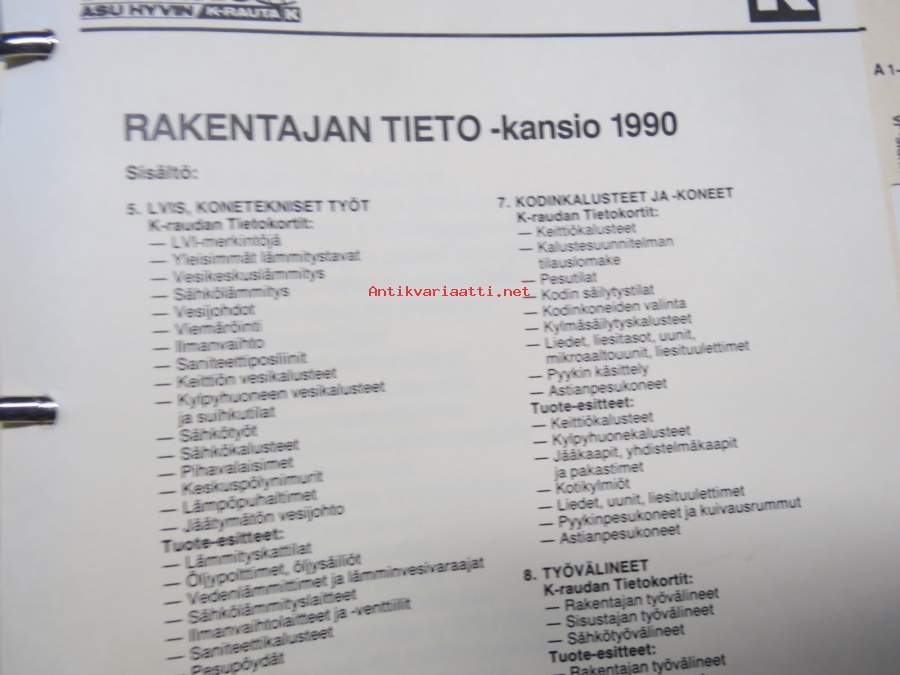 ASU HYVIN / K-RAUTA K
A 1-
RAKENTAJAN TIETO -kansio 1990
Sisältö:
5. LVIS, KONETEKNISET TYÖT
K-raudan Tietokortit:
— LVI-merkintöjä
— Yleisimmät lämmitystavat
— Vesikeskuslämmitys
— Sähkölämmitys
— Vesijohdot
— Viemäröinti
— Ilmanvaihto
— Saniteettiposliinit
— Keittiön vesikalusteet
— Kylpyhuoneen vesikalusteet
ja suihkutilat
— Sähkötyöt
— Sähkökalusteet
— Pihavalaisimet
— Keskuspölynimurit
— Lämpöpuhaltimet
— Jäätymätön vesijohto
Tuote-esitteet:
— Lämmityskattilat
— Öljypolttimet, öljysäiliöt
— Vedenlämmittimet ja lämminvesivaraajat
— Sähkölämmityslaitteet
— Ilmanvaihtolaitteet ja -venttiilit
— Saniteettikalusteet
— Pesupöydät
7. KODINKALUSTEET JA -KONEET
K-raudan Tietokortit:
— Keittiökalusteet
— Kalustesuunnitelman
tilauslomake
— Pesutilat
— Kodin säilytystilat
— Kodinkoneiden valinta
— Kylmäsäilytyskalusteet
— Liedet, liesitasot, uunit,
mikroaaltouunit, liesituulettimet
— Pyykin käsittely
— Astianpesukoneet
Tuote-esitteet:
— Keittiökalusteet
— Kylpyhuonekalusteet
— Jääkaapit, yhdistelmäkaapit
ja pakastimet
— Kotikylmiöt
— Liedet, uunit, liesituulettimet
— Pyykinpesukoneet ja kuivausrummut
— Astianpesukoneet
8. TYÖVÄLINEET
K-raudan Tietokortit:
— Rakentajan työvälineet
— Sisustajan työvälineet
— Sähkötyövälineet
Tuote-esitteet:
— Rakentajan työvälineet
Antikvariaatti.net